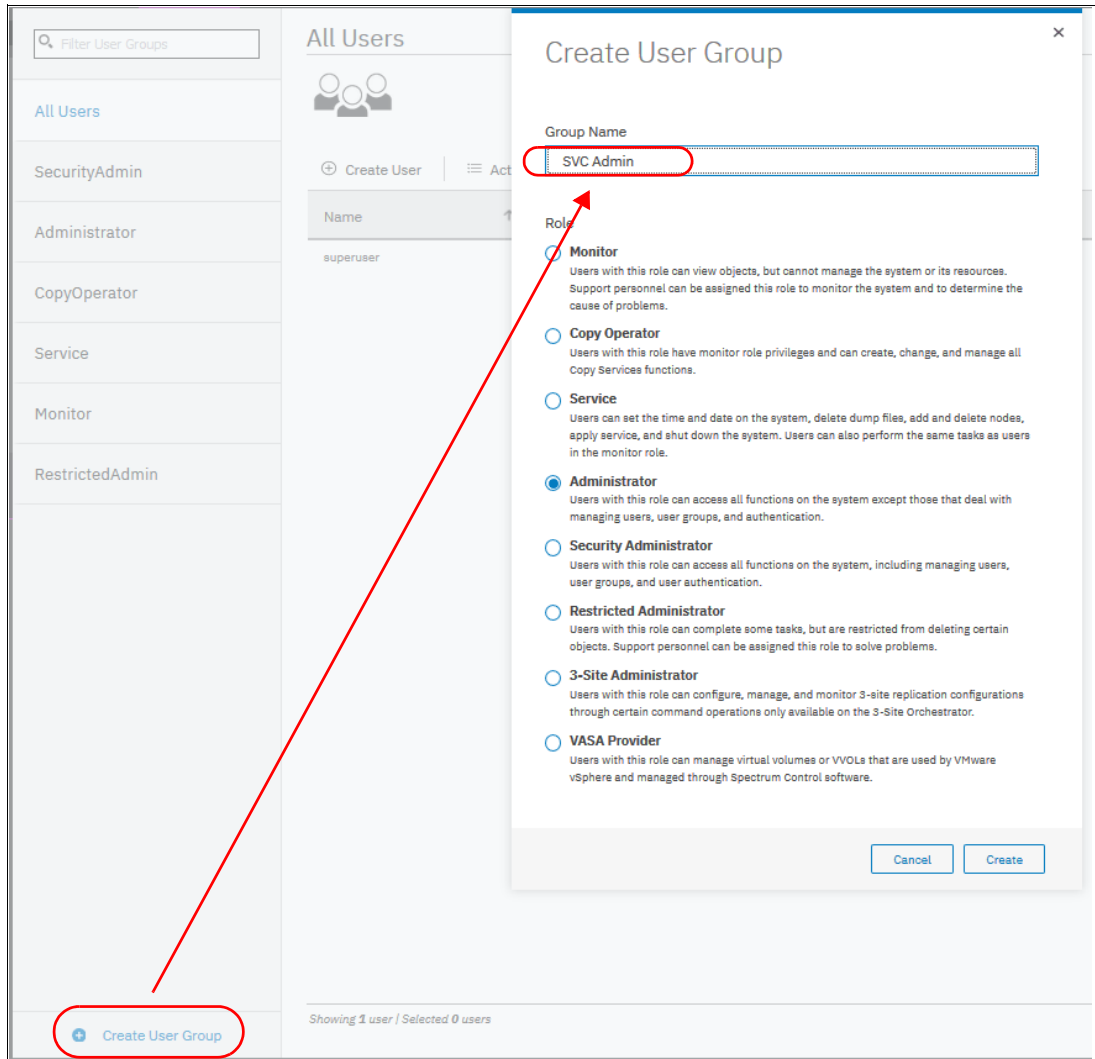 Filter User Groups
All Users
SecurityAdmin
Administrator
CopyOperator
Service
Monitor
RestrictedAdmin
Create User Group
All Users
Create User
Act
Name
superuser
Showing 1 user / Selected 0 users
Create User Group
Group Name
SVC Admin
Role
Monitor
Users with this role can view objects, but cannot manage the system or its resources.
Support personnel can be assigned this role to monitor the system and to determine the
cause of problems.
Copy Operator
Users with this role have monitor role privileges and can create, change, and manage all
Copy Services functions.
Service
Users can set the time and date on the system, delete dump files, add and delete nodes,
apply service, and shut down the system. Users can also perform the same tasks as users
in the monitor role.
Administrator
Users with this role can access all functions on the system except those that deal with
managing users, user groups, and authentication.
Security Administrator
Users with this role can access all functions on the system, including managing users,
user groups, and user authentication.
Restricted Administrator
Users with this role can complete some tasks, but are restricted from deleting certain
objects. Support personnel can be assigned this role to solve problems.
3-Site Administrator
Users with this role can configure, manage, and monitor 3-site replication configurations
through certain command operations only available on the 3-Site Orchestrator.
VASA Provider
Users with this role can manage virtual volumes or VVOLs that are used by VMware
vSphere and managed through Spectrum Control software.
Cancel
Create